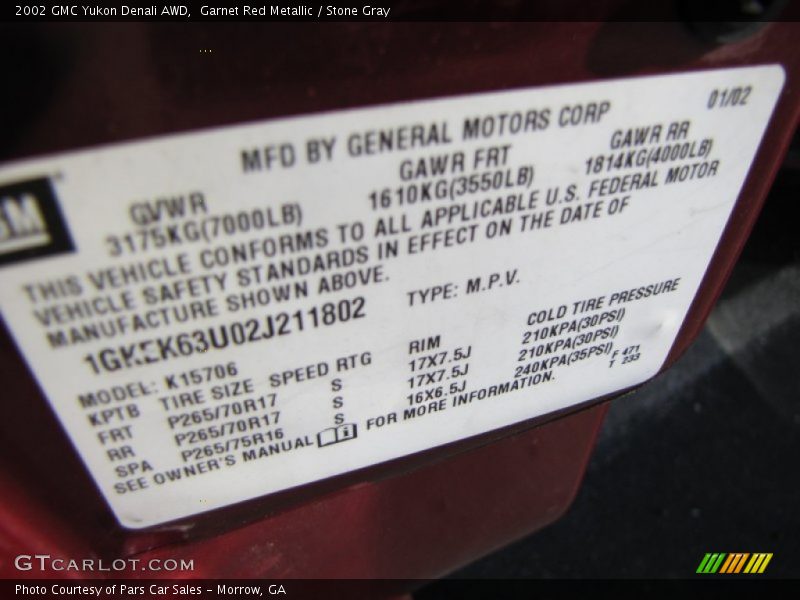 2002 GMC Yukon Denali AWD,  Garnet Red Metallic / Stone Gray
01/02
MFD BY GENERAL MOTORS CORP
GVWR GAWR FRT GAWR RR
3175KG(7000LB) 1610KG(3550LB) 1814KG(4000LB)
THIS VEHICLE CONFORMS TO ALL APPLICABLE U.S. FEDERAL MOTOR
VEHICLE SAFETY STANDARDS IN EFFECT ON THE DATE OF
MANUFACTURE SHOWN ABOVE.
1GKEK63U02J211802 TYPE: M.P.V.
MODEL: K15706
KPTB TIRE SIZE SPEED RTG RIM COLD TIRE PRESSURE
FRT P265/70R17 S 17X7.5J 210KPA(30PSI)
RR P265/70R17 S 17X7.5J 210KPA(30PSI)
SPA P265/75R16 S 16X6.5J 240KPA(35PSI)
F 471
T 233
SEE OWNER'S MANUAL FOR MORE INFORMATION.
GM
GTCARLOT.COM
Photo Courtesy of Pars Car Sales - Morrow, GA